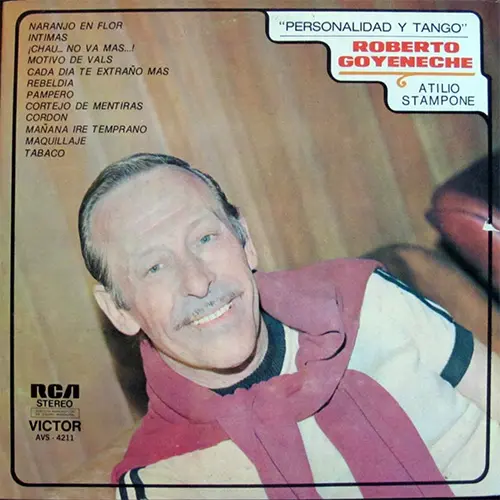 NARANJO EN FLOR
INTIMAS
¡CHAU... NO VA MAS...!
MOTIVO DE VALS
CADA DIA TE EXTRAÑO MAS
REBELDIA
PAMPERO
CORTEJO DE MENTIRAS
CORDON
MAÑANA IRE TEMPRANO
MAQUILLAJE
TABACO
"PERSONALIDAD Y TANGO"
ROBERTO
GOYENECHE
ATILIO
STAMPONE
RCA
STEREO
VICTOR
AVS - 4211